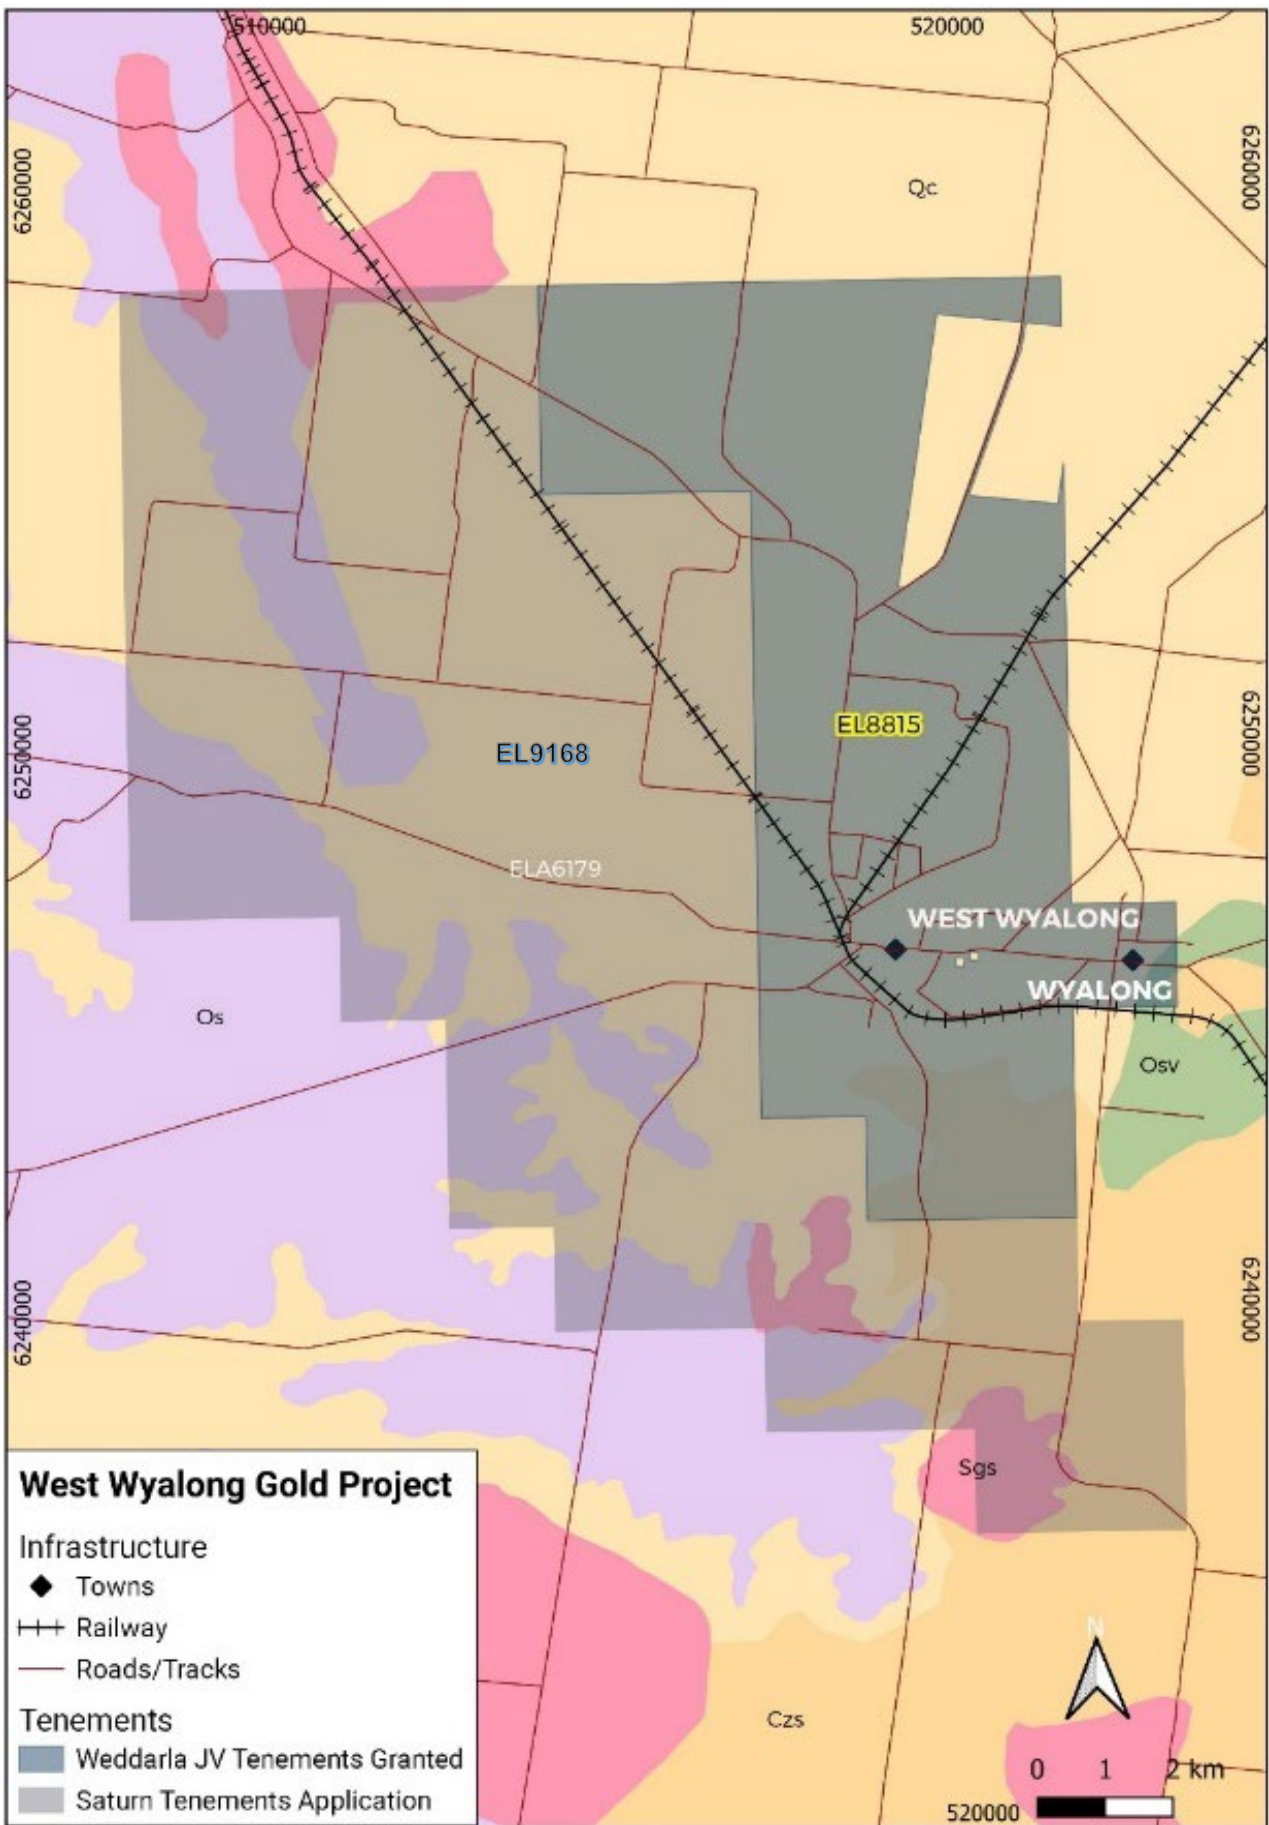 510000
520000
6260000
6260000
Qc
EL8815
6250000
6250000
EL9168
ELA6179
WEST WYALONG
WYALONG
Os
Osv
6240000
6240000
Sgs
West Wyalong Gold Project
Infrastructure
Towns
Railway
Roads/Tracks
Tenements
Weddarla JV Tenements Granted
Saturn Tenements Application
Czs
N
0 1 2 km
520000